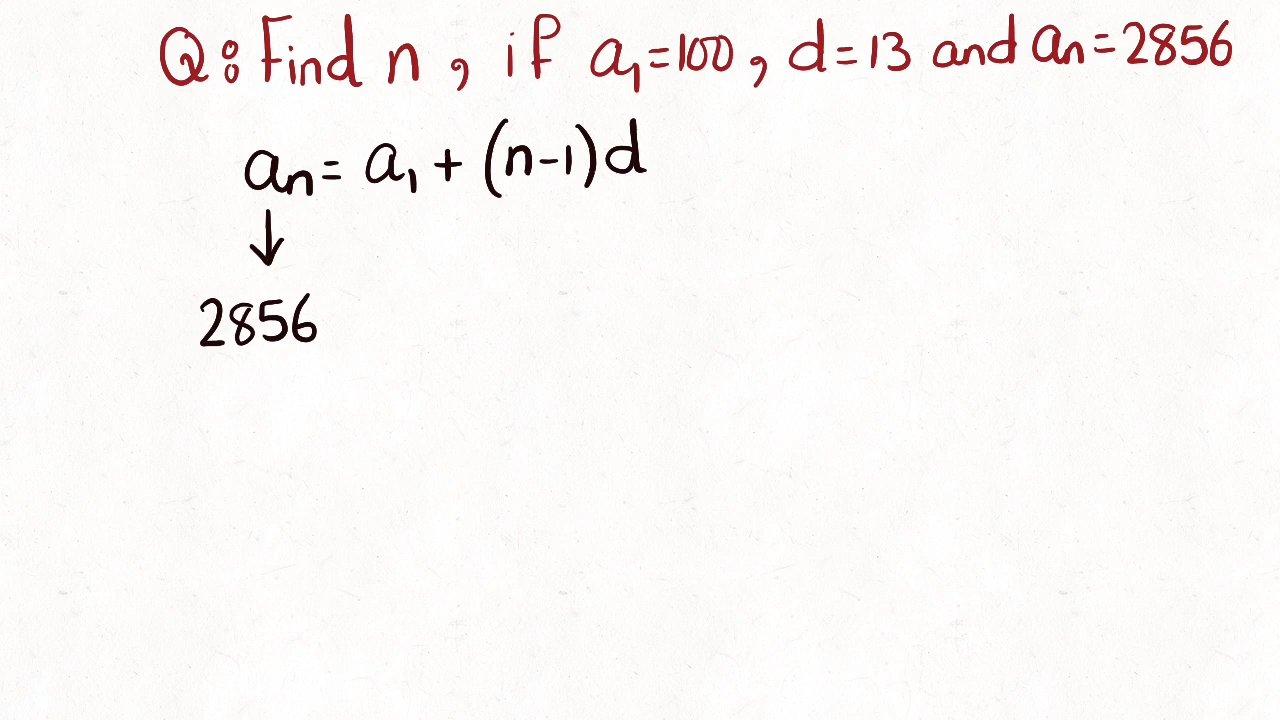 Q: Find n, if a₁=100, d=13 and an=2856
an= a₁ + (n-1)d
↓
2856